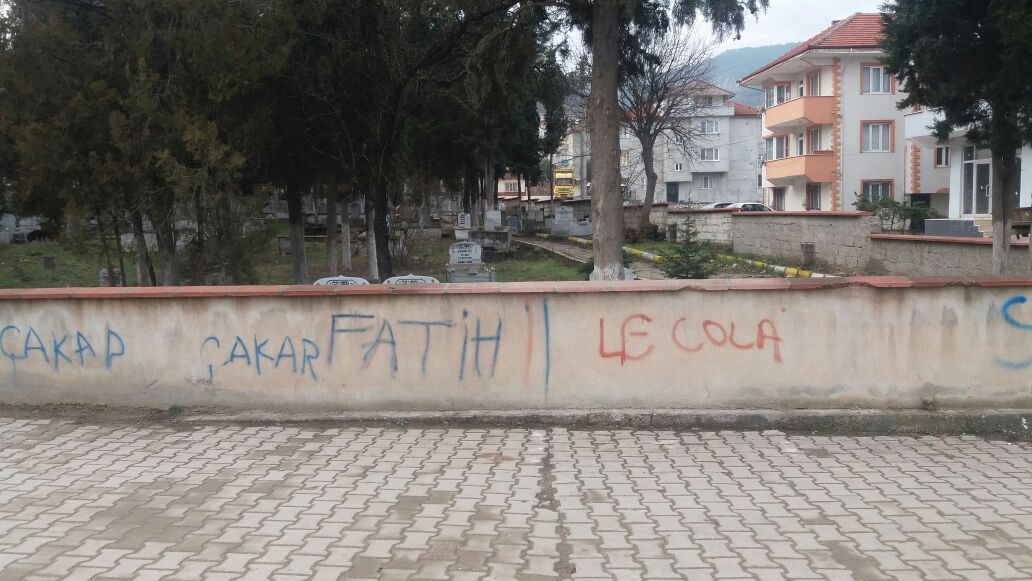 ÇAKAP ÇAKAR FATİH LE COLA S